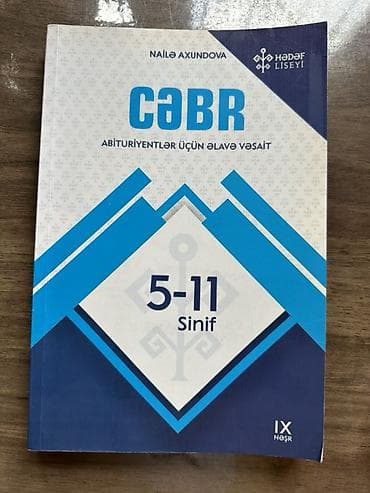 NAİLƏ AXUNDOVA
HƏDƏF
LİSEYİ
CƏBR
ABİTURİYENTLƏR ÜÇÜN ƏLAVƏ VƏSAİT
5-11
Sinif
IX
NƏŞR